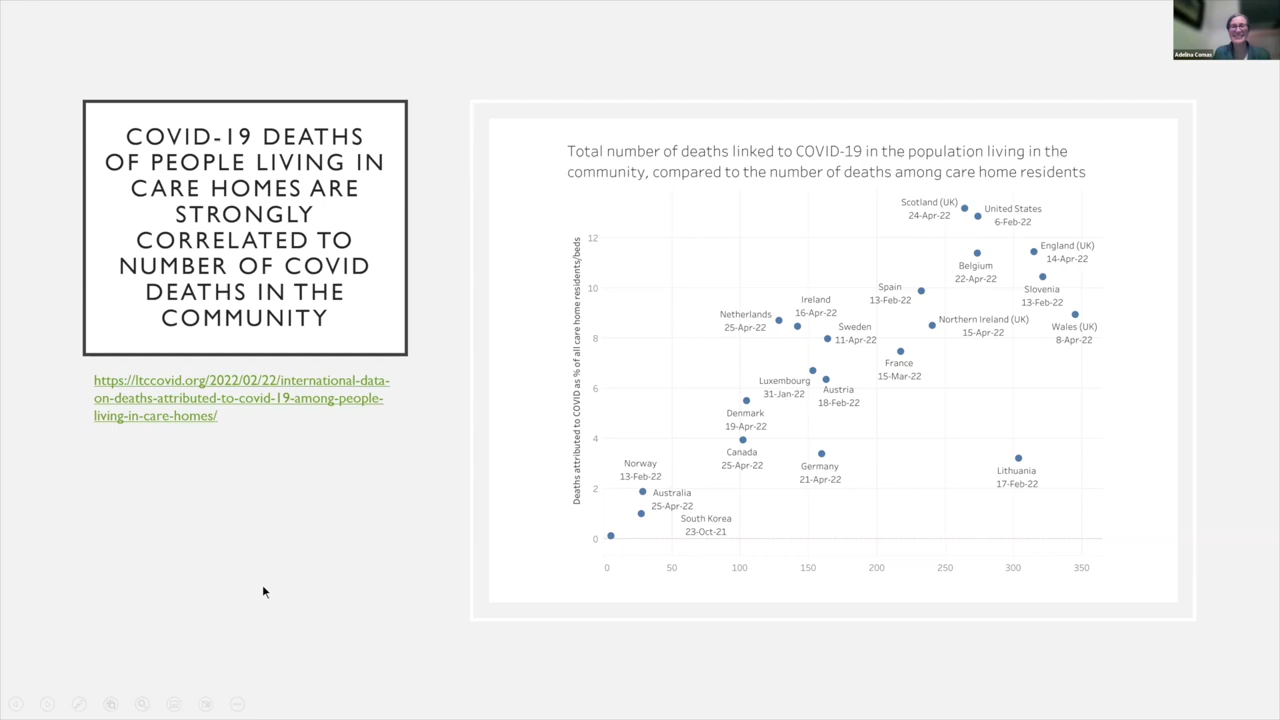 Adelina Comas
COVID-19 DEATHS
OF PEOPLE LIVING IN
CARE HOMES ARE
STRONGLY
CORRELATED TO
NUMBER OF COVID
DEATHS IN THE
COMMUNITY
https://ltccovid.org/2022/02/22/international-data-
on-deaths-attributed-to-covid-19-among-people-
living-in-care-homes/
Total number of deaths linked to COVID-19 in the population living in the
community, compared to the number of deaths among care home residents
Deaths attributed to COVID as % of all care home residents/beds
12
10
8
6
4
2
0
Scotland (UK)
24-Apr-22
United States
6-Feb-22
England (UK)
14-Apr-22
Belgium
22-Apr-22
Spain
13-Feb-22
Slovenia
13-Feb-22
Ireland
16-Apr-22
Netherlands
25-Apr-22
Sweden
11-Apr-22
Northern Ireland (UK)
15-Apr-22
Wales (UK)
8-Apr-22
France
15-Mar-22
Luxembourg
31-Jan-22
Austria
18-Feb-22
Denmark
19-Apr-22
Canada
25-Apr-22
Germany
21-Apr-22
Lithuania
17-Feb-22
Norway
13-Feb-22
Australia
25-Apr-22
South Korea
23-Oct-21
0 50 100 150 200 250 300 350